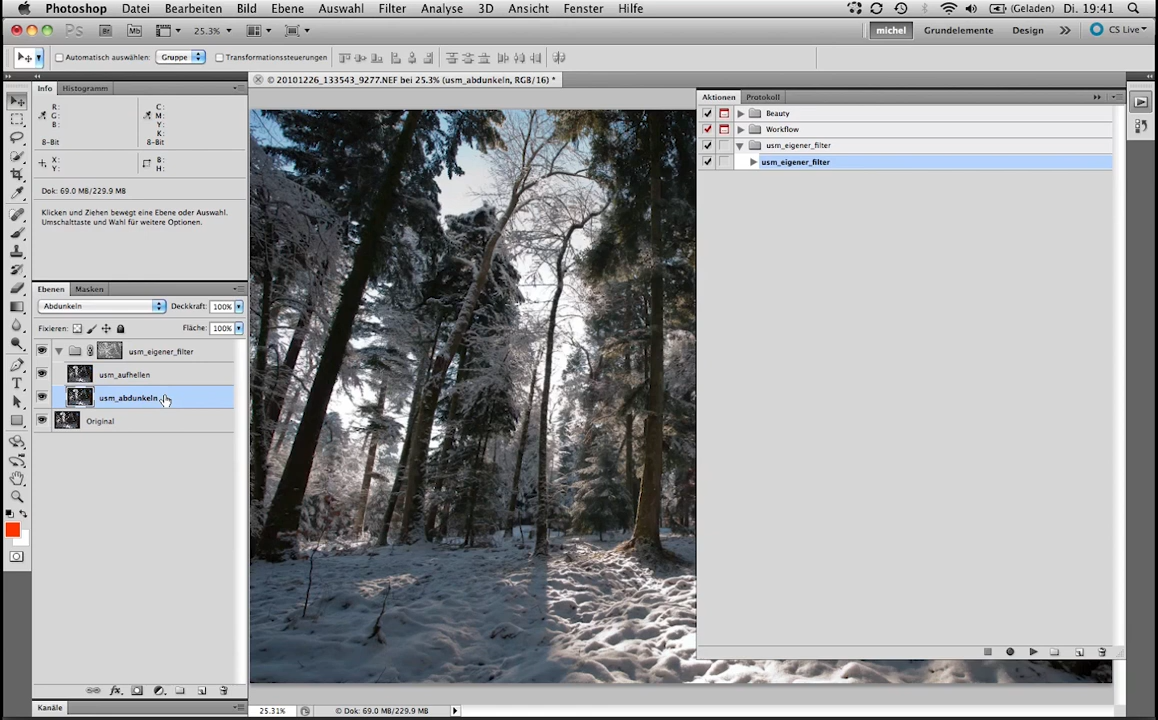 Photoshop Datei Bearbeiten Bild Ebene Auswahl Filter Analyse 3D Ansicht Fenster Hilfe (Geladen) Di. 19:41
Ps Br Mb 25.3% michel Grundelemente Design CS Live
Automatisch auswählen: Gruppe Transformationssteuerungen
Info Histogramm
© 20101226_133543_9277.NEF bei 25.3% (usm_abdunkeln, RGB/16) *
Aktionen Protokoll
R: C:
G: M:
B: Y:
K:
8-Bit 8-Bit
X: B:
Y: H:
Dok: 69.0 MB/229.9 MB
Klicken und Ziehen bewegt eine Ebene oder Auswahl.
Umschalttaste und Wahl für weitere Optionen.
Beauty
Workflow
usm_eigener_filter
usm_eigener_filter
Ebenen Masken
Abdunkeln Deckkraft: 100%
Fixieren: Fläche: 100%
usm_eigener_filter
usm_aufhellen
usm_abdunkeln
Original
fx
Kanäle
25.31% © Dok: 69.0 MB/229.9 MB